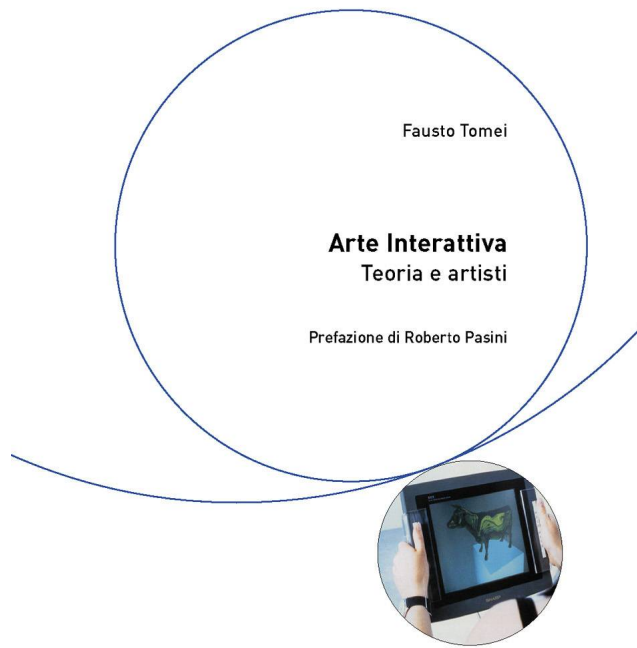 Fausto Tomei
Arte Interattiva
Teoria e artisti
Prefazione di Roberto Pasini